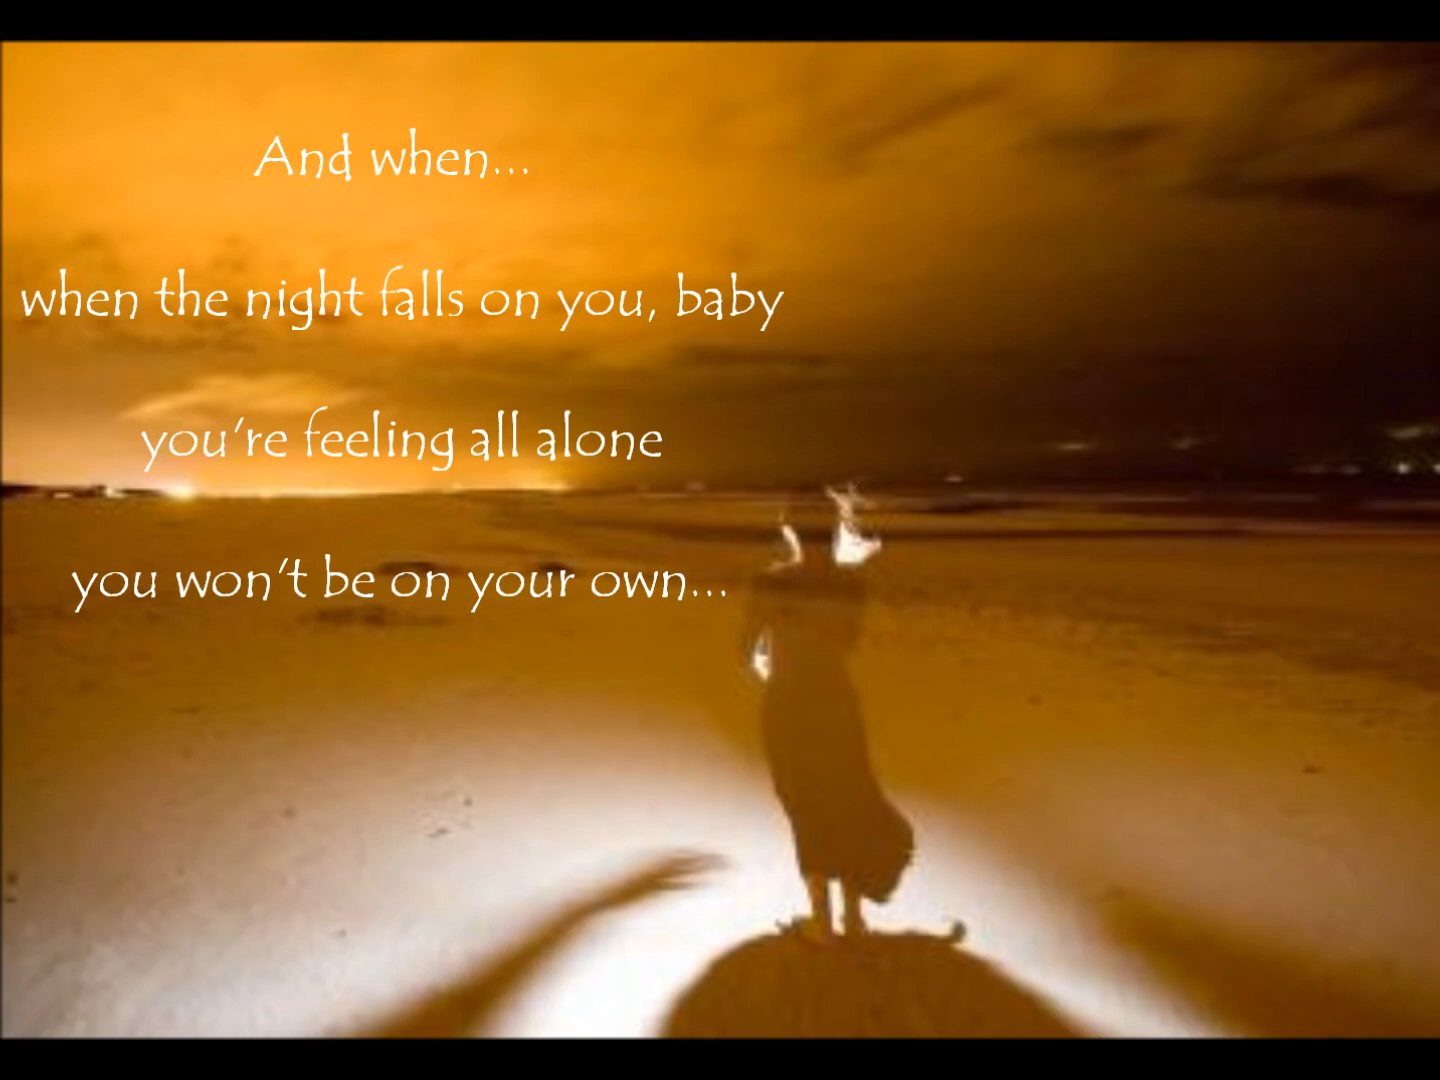 And when...
when the night falls on you, baby
you're feeling all alone
you won't be on your own...